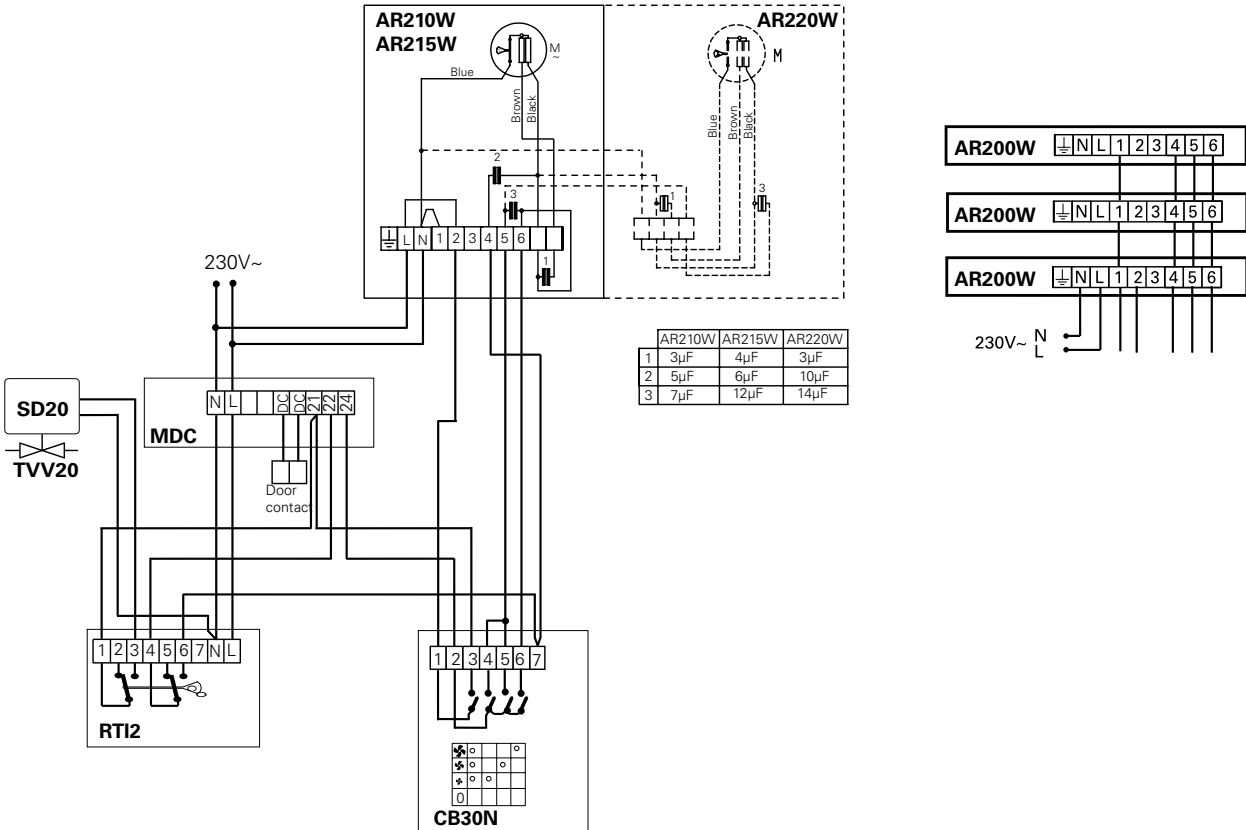 AR210W
AR215W
M
~
Blue
Brown
Black
2
3
L N 1 2 3 4 5 6
1
AR220W
M
Blue
Brown
Black
1
3
AR200W N L 1 2 3 4 5 6
AR200W N L 1 2 3 4 5 6
AR200W N L 1 2 3 4 5 6
230V~ N
L
230V~
AR210W AR215W AR220W
1 3µF 4µF 3µF
2 5µF 6µF 10µF
3 7µF 12µF 14µF
SD20
TVV20
N L DC DC 21 22 24
MDC
Door
contact
1 2 3 4 5 6 7 N L
RTI2
1 2 3 4 5 6 7
0
CB30N